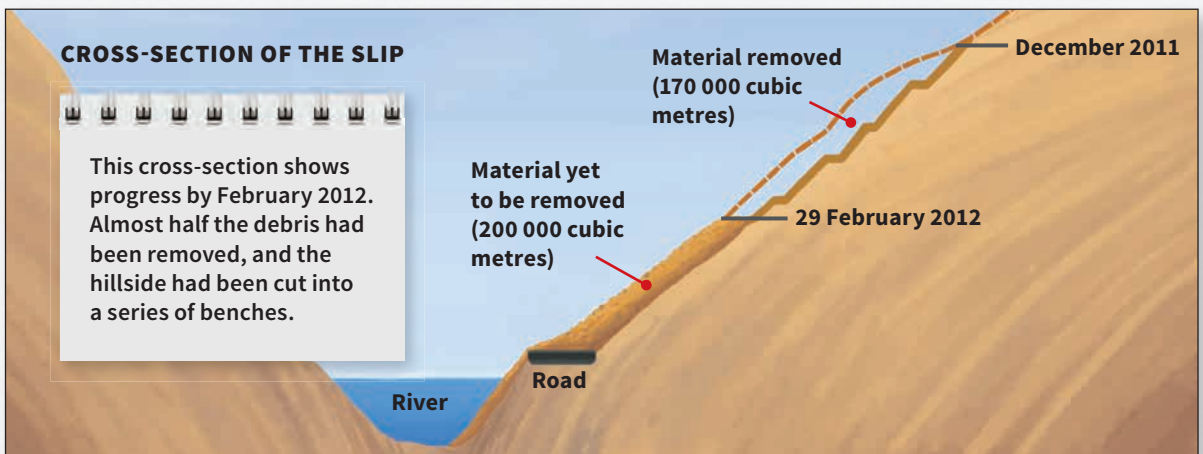 CROSS-SECTION OF THE SLIP
This cross-section shows
progress by February 2012.
Almost half the debris had
been removed, and the
hillside had been cut into
a series of benches.
Material removed
(170 000 cubic
metres)
December 2011
Material yet
to be removed
(200 000 cubic
metres)
29 February 2012
Road
River